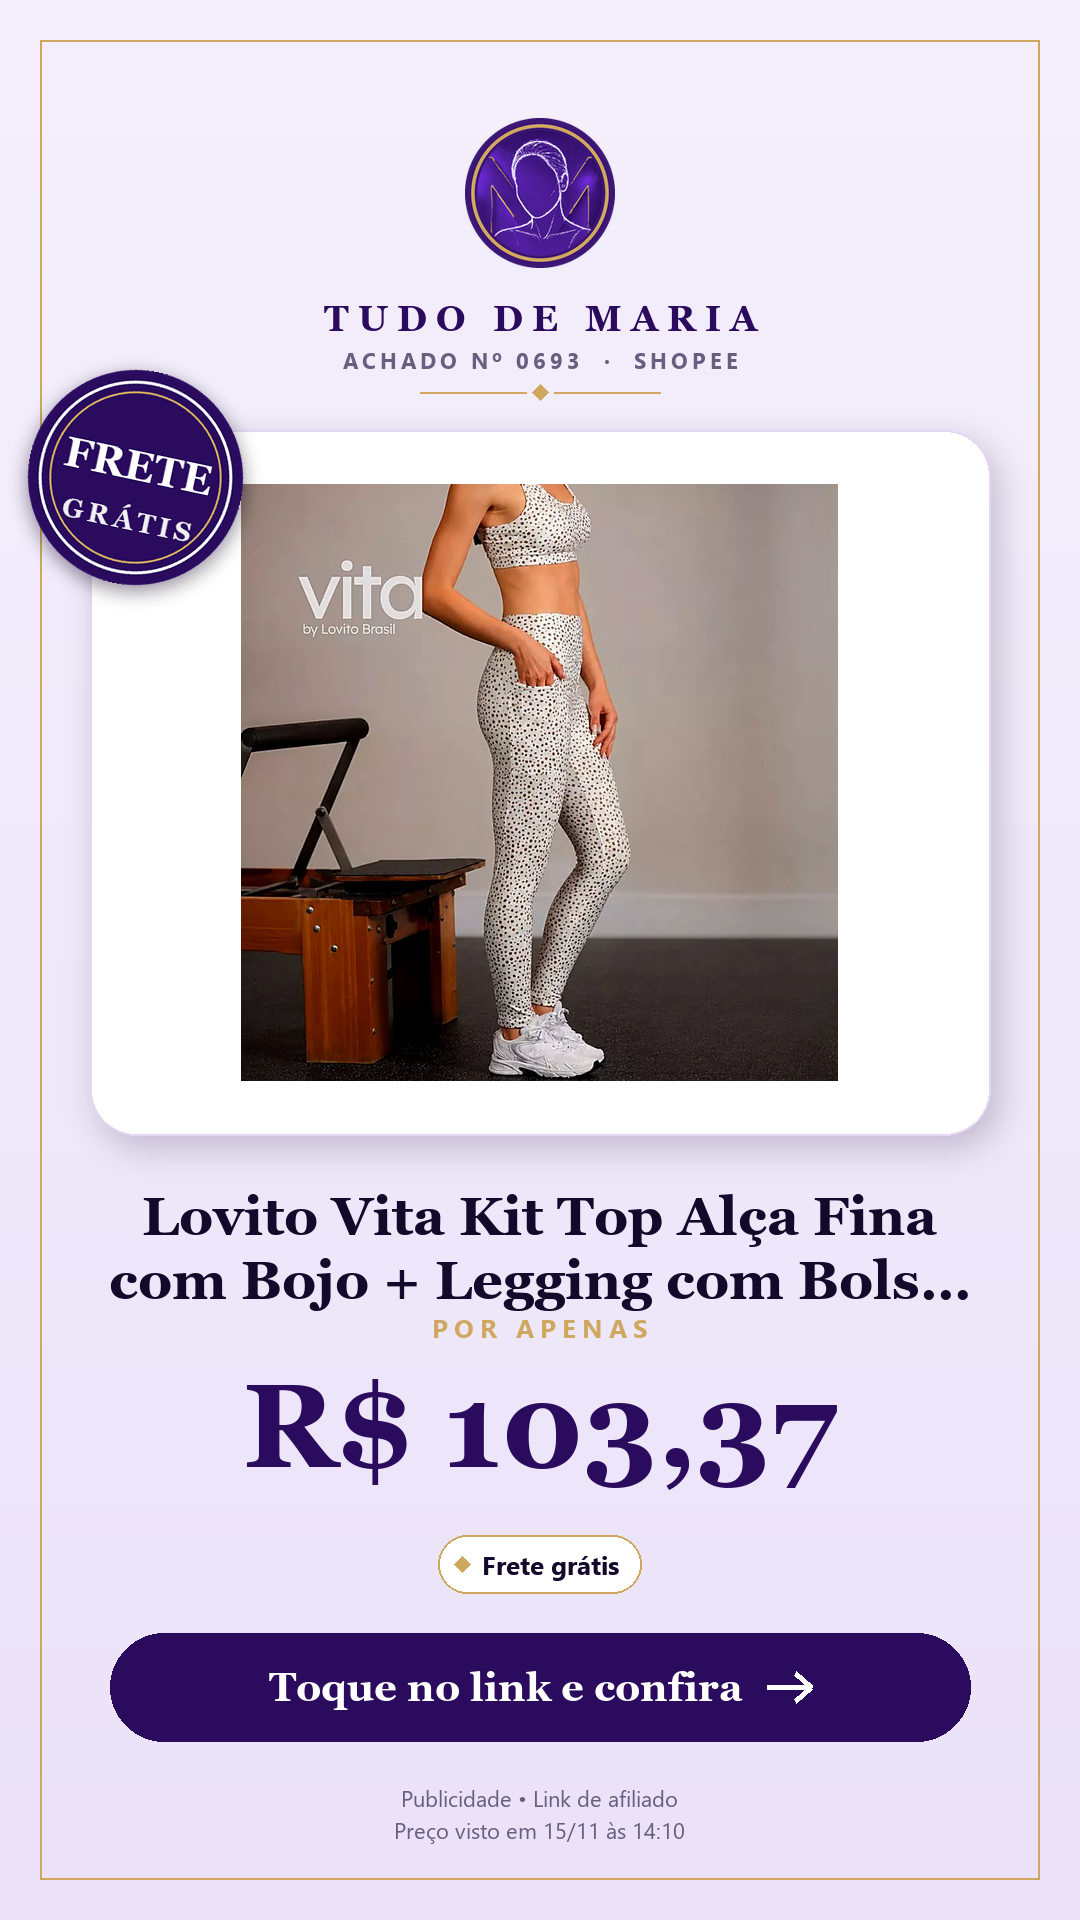 TUDO DE MARIA
ACHADO Nº 0693 · SHOPEE
FRETE
GRÁTIS
vita
by Lovito Brasil
Lovito Vita Kit Top Alça Fina
com Bojo + Legging com Bols...
POR APENAS
R$ 103,37
Frete grátis
Toque no link e confira →
Publicidade • Link de afiliado
Preço visto em 15/11 às 14:10